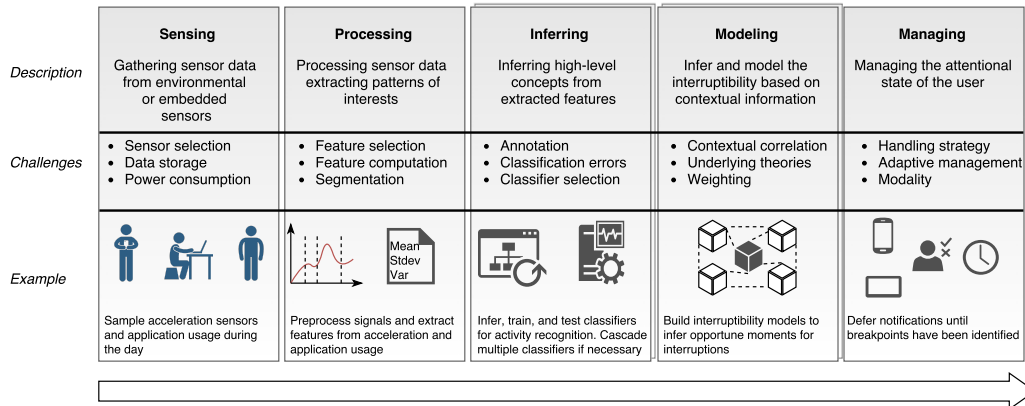 Sensing
Processing
Inferring
Modeling
Managing
Description
Gathering sensor data
from environmental
or embedded
sensors
Processing sensor data
extracting patterns of
interests
Inferring high-level
concepts from
extracted features
Infer and model the
interruptibility based on
contextual information
Managing the attentional
state of the user
Challenges
• Sensor selection
• Data storage
• Power consumption
• Feature selection
• Feature computation
• Segmentation
• Annotation
• Classification errors
• Classifier selection
• Contextual correlation
• Underlying theories
• Weighting
• Handling strategy
• Adaptive management
• Modality
Example
Mean
Stdev
Var
Sample acceleration sensors
and application usage during
the day
Preprocess signals and extract
features from acceleration and
application usage
Infer, train, and test classifiers
for activity recognition. Cascade
multiple classifiers if necessary
Build interruptibility models to
infer opportune moments for
interruptions
Defer notifications until
breakpoints have been identified